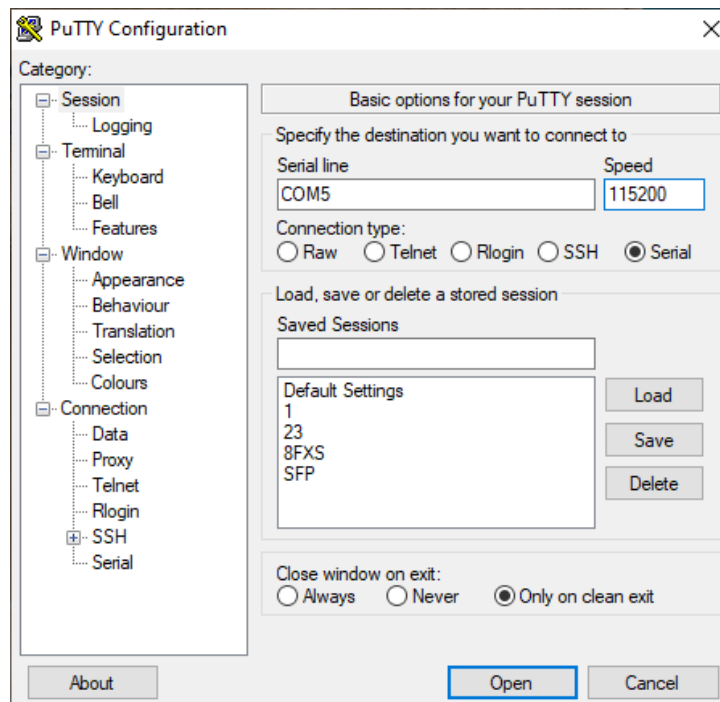 PuTTY Configuration
Category:
Session
Logging
Terminal
Keyboard
Bell
Features
Window
Appearance
Behaviour
Translation
Selection
Colours
Connection
Data
Proxy
Telnet
Rlogin
SSH
Serial
Basic options for your PuTTY session
Specify the destination you want to connect to
Serial line Speed
COM5 115200
Connection type:
Raw Telnet Rlogin SSH Serial
Load, save or delete a stored session
Saved Sessions
Default Settings
1
23
8FXS
SFP
Load
Save
Delete
Close window on exit:
Always Never Only on clean exit
About Open Cancel